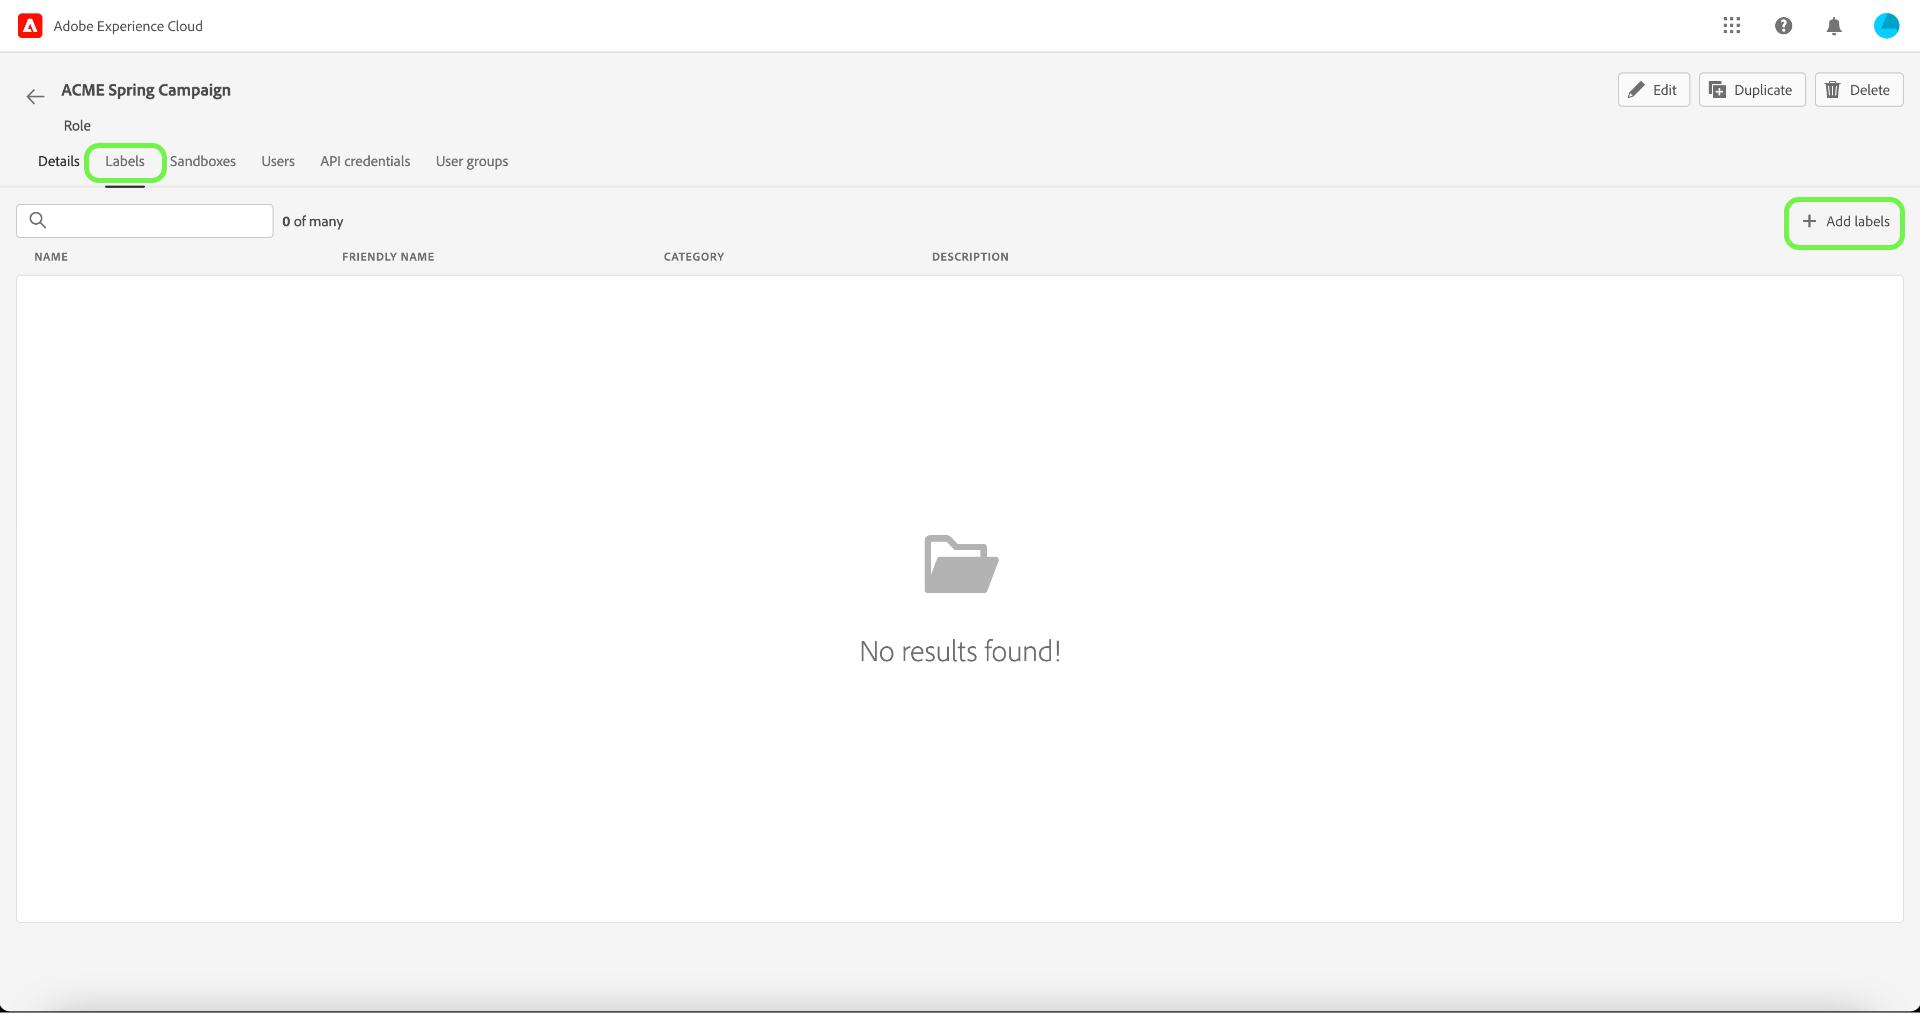 Adobe Experience Cloud
ACME Spring Campaign
Edit
Duplicate
Delete
Role
Details
Labels
Sandboxes
Users
API credentials
User groups
0 of many
Add labels
NAME
FRIENDLY NAME
CATEGORY
DESCRIPTION
No results found!